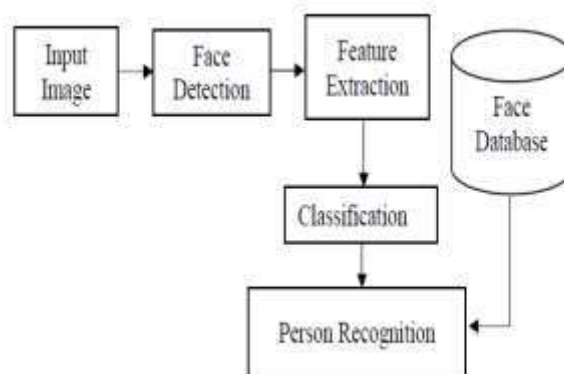 Input
Image
Face
Detection
Feature
Extraction
Face
Database
Classification
Person Recognition